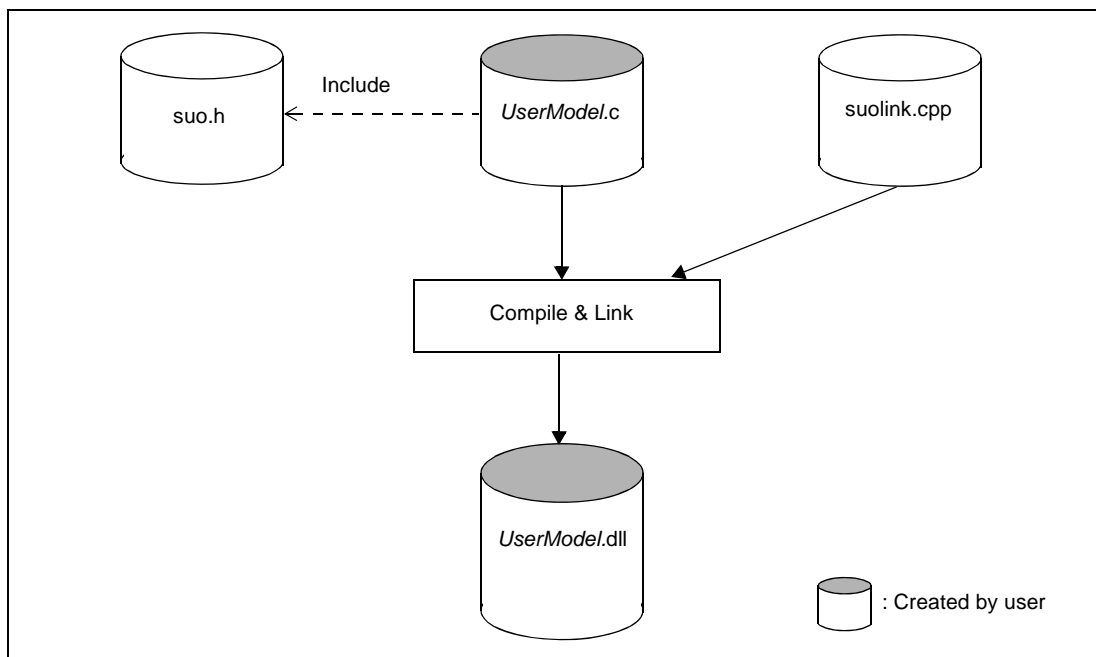 Include
suo.h
UserModel.c
suolink.cpp
Compile & Link
UserModel.dll
: Created by user